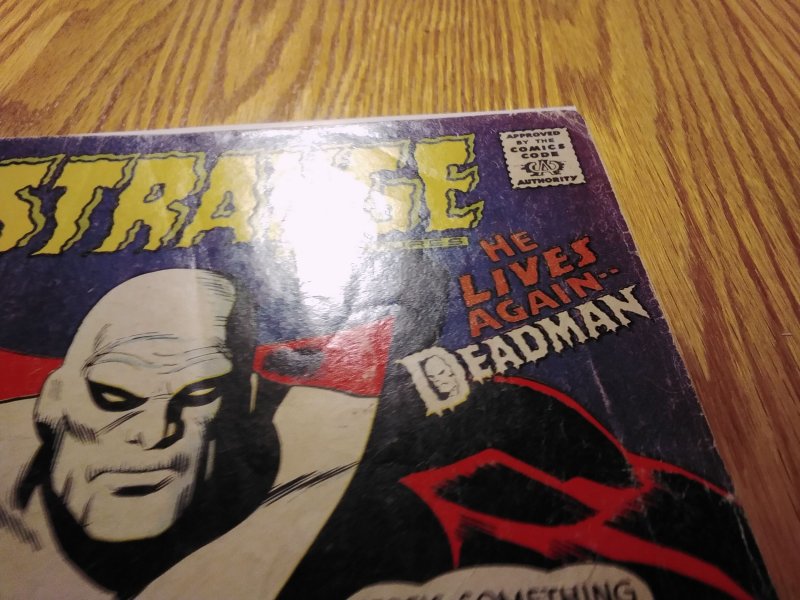 STRANGE
APPROVED
BY THE
COMICS
CODE
AUTHORITY
HE
LIVES
AGAIN--
DEADMAN
SOMETHING